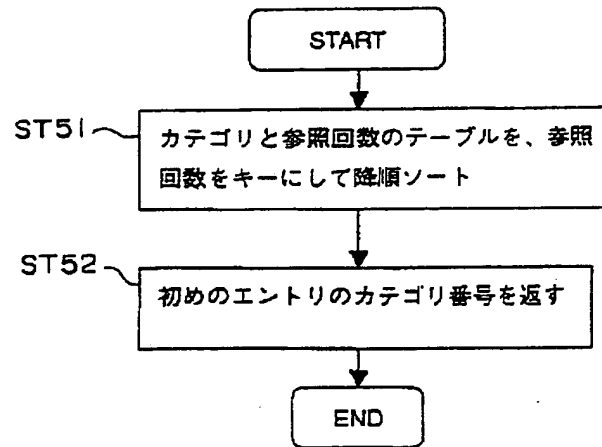 START
ST51
カテゴリと参照回数のテーブルを、参照
回数をキーにして降順ソート
ST52
初めのエントリのカテゴリ番号を返す
END